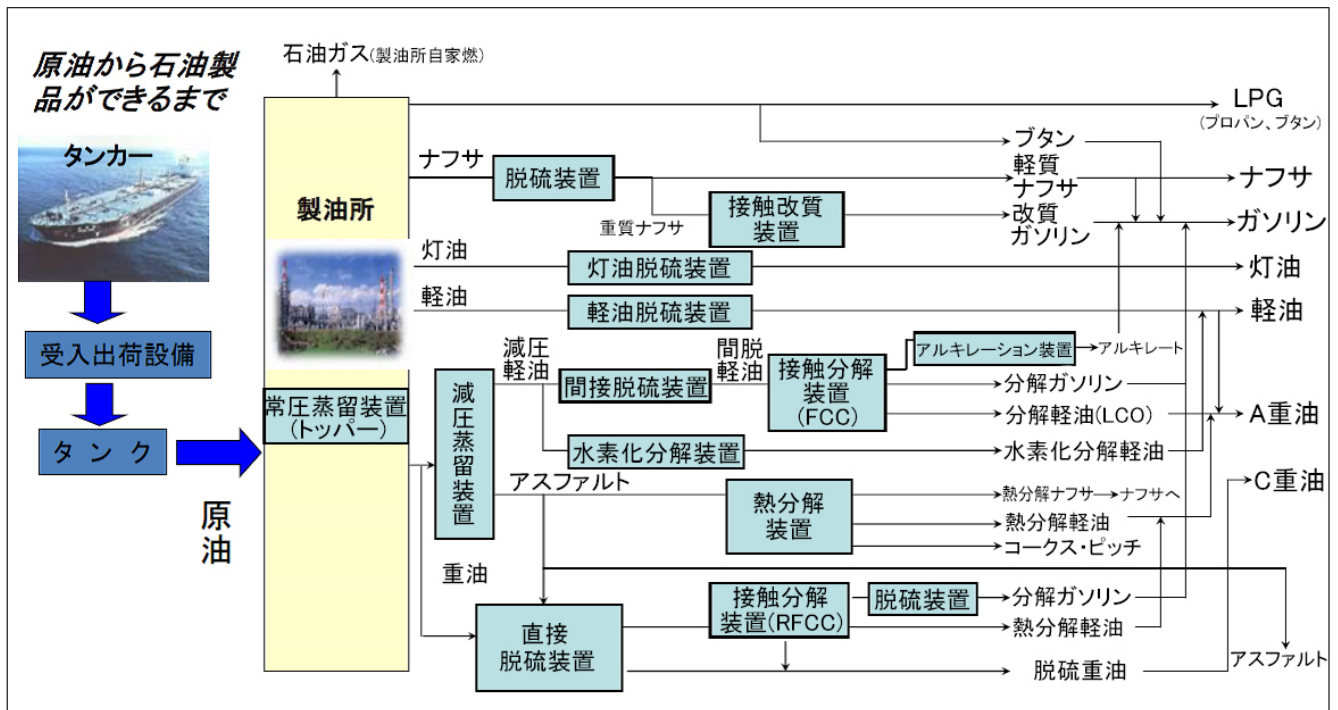 原油から石油製
品ができるまで
タンカー
受入出荷設備
タンク
原油
石油ガス(製油所自家燃)
製油所
常圧蒸留装置
(トッパー)
LPG
(プロパン、ブタン)
ブタン
ナフサ
脱硫装置
軽質
ナフサ
ナフサ
重質ナフサ
接触改質
装置
改質
ガソリン
ガソリン
灯油
灯油脱硫装置
灯油
軽油
軽油脱硫装置
軽油
減圧蒸留装置
減圧
軽油
間接脱硫装置
間脱
軽油
接触分解
装置
(FCC)
アルキレーション装置
アルキレート
分解ガソリン
分解軽油(LCO)
A重油
水素化分解装置
水素化分解軽油
アスファルト
熱分解
装置
熱分解ナフサ
ナフサへ
熱分解軽油
コークス・ピッチ
C重油
重油
直接
脱硫装置
接触分解
装置(RFCC)
脱硫装置
分解ガソリン
熱分解軽油
脱硫重油
アスファルト